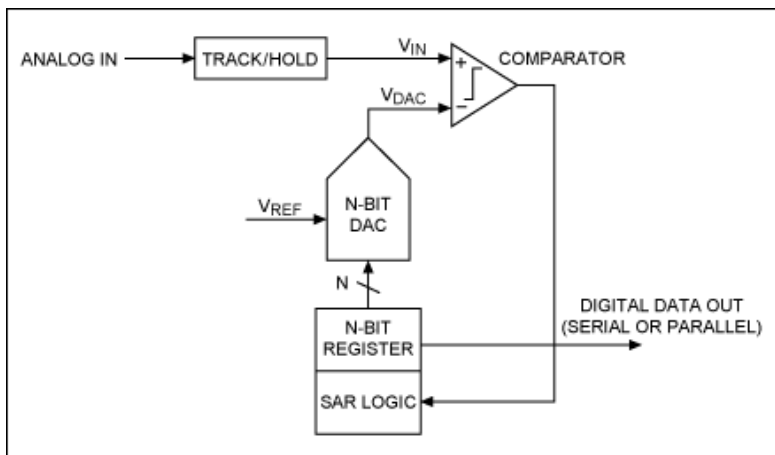 ANALOG IN
TRACK/HOLD
VIN
COMPARATOR
+
VDAC
−
VREF
N-BIT
DAC
N
N-BIT
REGISTER
SAR LOGIC
DIGITAL DATA OUT
(SERIAL OR PARALLEL)